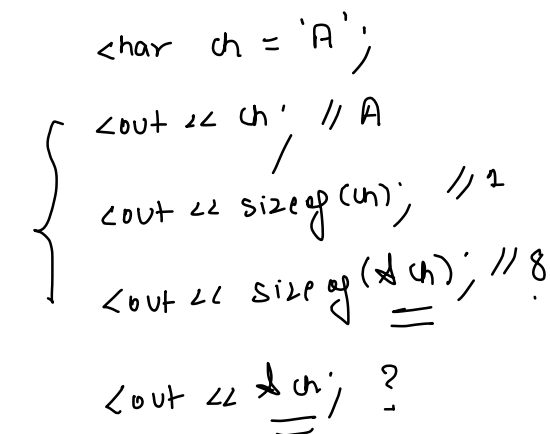 char ch = 'A';
cout << ch; // A
cout << sizeof(ch); // 1
cout << sizeof(&ch); // 8
cout << &ch; ?